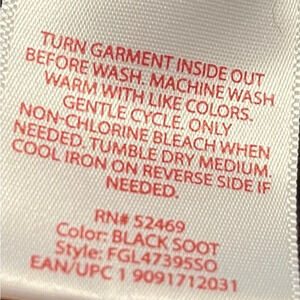 TURN GARMENT INSIDE OUT
BEFORE WASH. MACHINE WASH
WARM WITH LIKE COLORS.
GENTLE CYCLE. ONLY
NON-CHLORINE BLEACH WHEN
NEEDED. TUMBLE DRY MEDIUM.
COOL IRON ON REVERSE SIDE IF
NEEDED.
RN# 52469
Color: BLACK SOOT
Style: FGL47395SO
EAN/UPC 1 9091712031